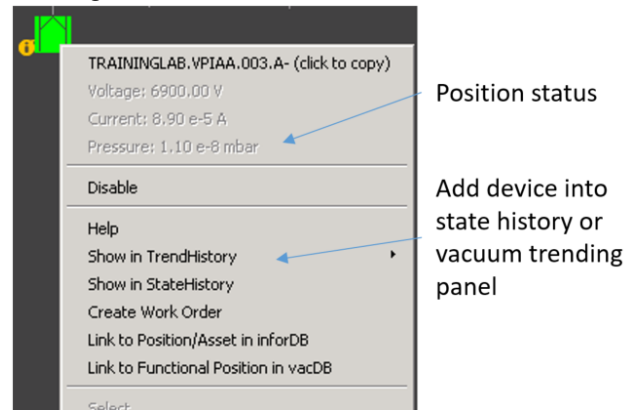 i
TRAININGLAB.VPIAA.003.A- (click to copy)
Voltage: 6900,00 V
Current: 8,90 e-5 A
Pressure: 1,10 e-8 mbar
Position status
Disable
Help
Show in TrendHistory
Show in StateHistory
Create Work Order
Link to Position/Asset in inforDB
Link to Functional Position in vacDB
Select
Add device into
state history or
vacuum trending
panel